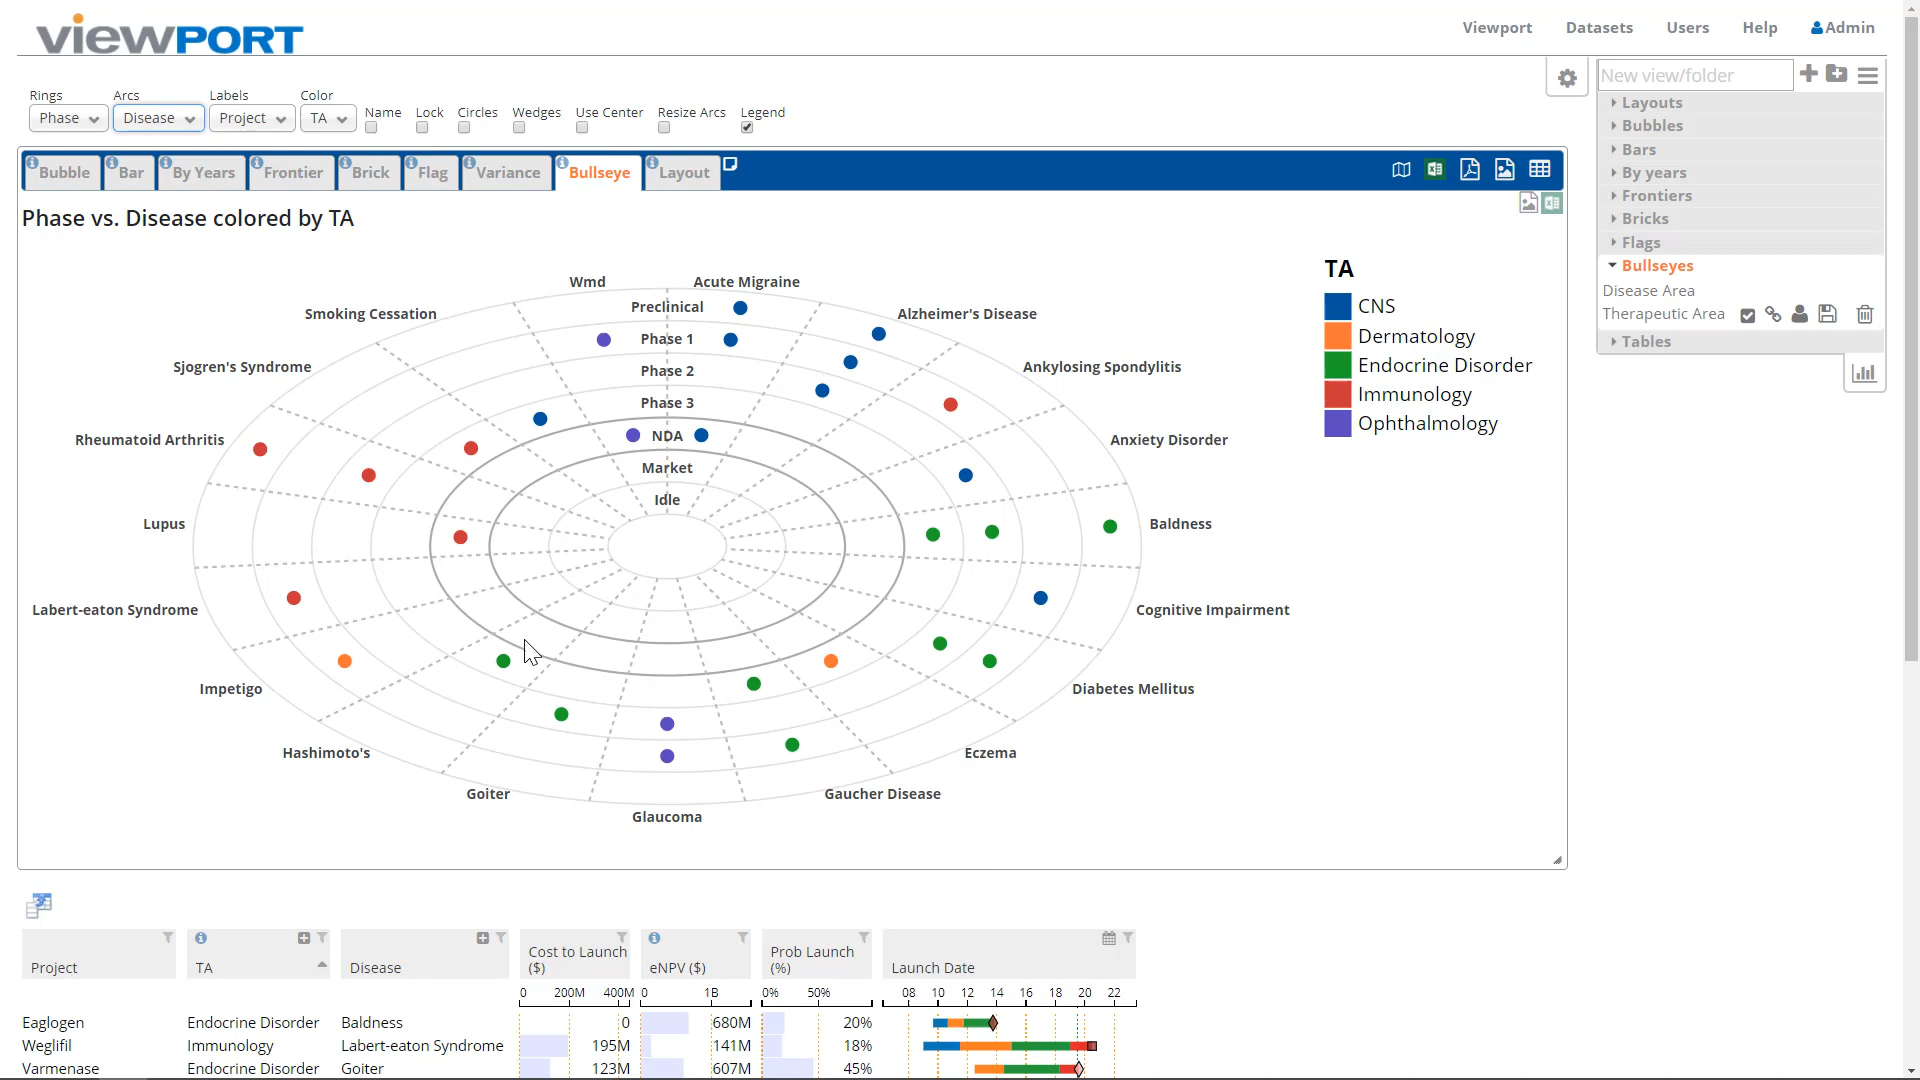 viewPORT
Viewport Datasets Users Help Admin
New view/folder
Rings Arcs Labels Color
Phase Disease Project TA
Name Lock Circles Wedges Use Center Resize Arcs Legend
Bubble Bar By Years Frontier Brick Flag Variance Bullseye Layout
Phase vs. Disease colored by TA
Wmd Acute Migraine
Smoking Cessation Preclinical Alzheimer's Disease
Phase 1
Sjogren's Syndrome Phase 2 Ankylosing Spondylitis
Phase 3
Rheumatoid Arthritis NDA Anxiety Disorder
Market
Idle
Lupus Baldness
Labert-eaton Syndrome Cognitive Impairment
Impetigo Diabetes Mellitus
Hashimoto's Eczema
Goiter Gaucher Disease
Glaucoma
TA
CNS
Dermatology
Endocrine Disorder
Immunology
Ophthalmology
Layouts
Bubbles
Bars
By years
Frontiers
Bricks
Flags
Bullseyes
Disease Area
Therapeutic Area
Tables
Project TA Disease Cost to Launch ($) eNPV ($) Prob Launch (%) Launch Date
0 200M 400M 0 1B 0% 50% 08 10 12 14 16 18 20 22
Eaglogen Endocrine Disorder Baldness 0 680M 20%
Weglifil Immunology Labert-eaton Syndrome 195M 141M 18%
Varmenase Endocrine Disorder Goiter 123M 607M 45%